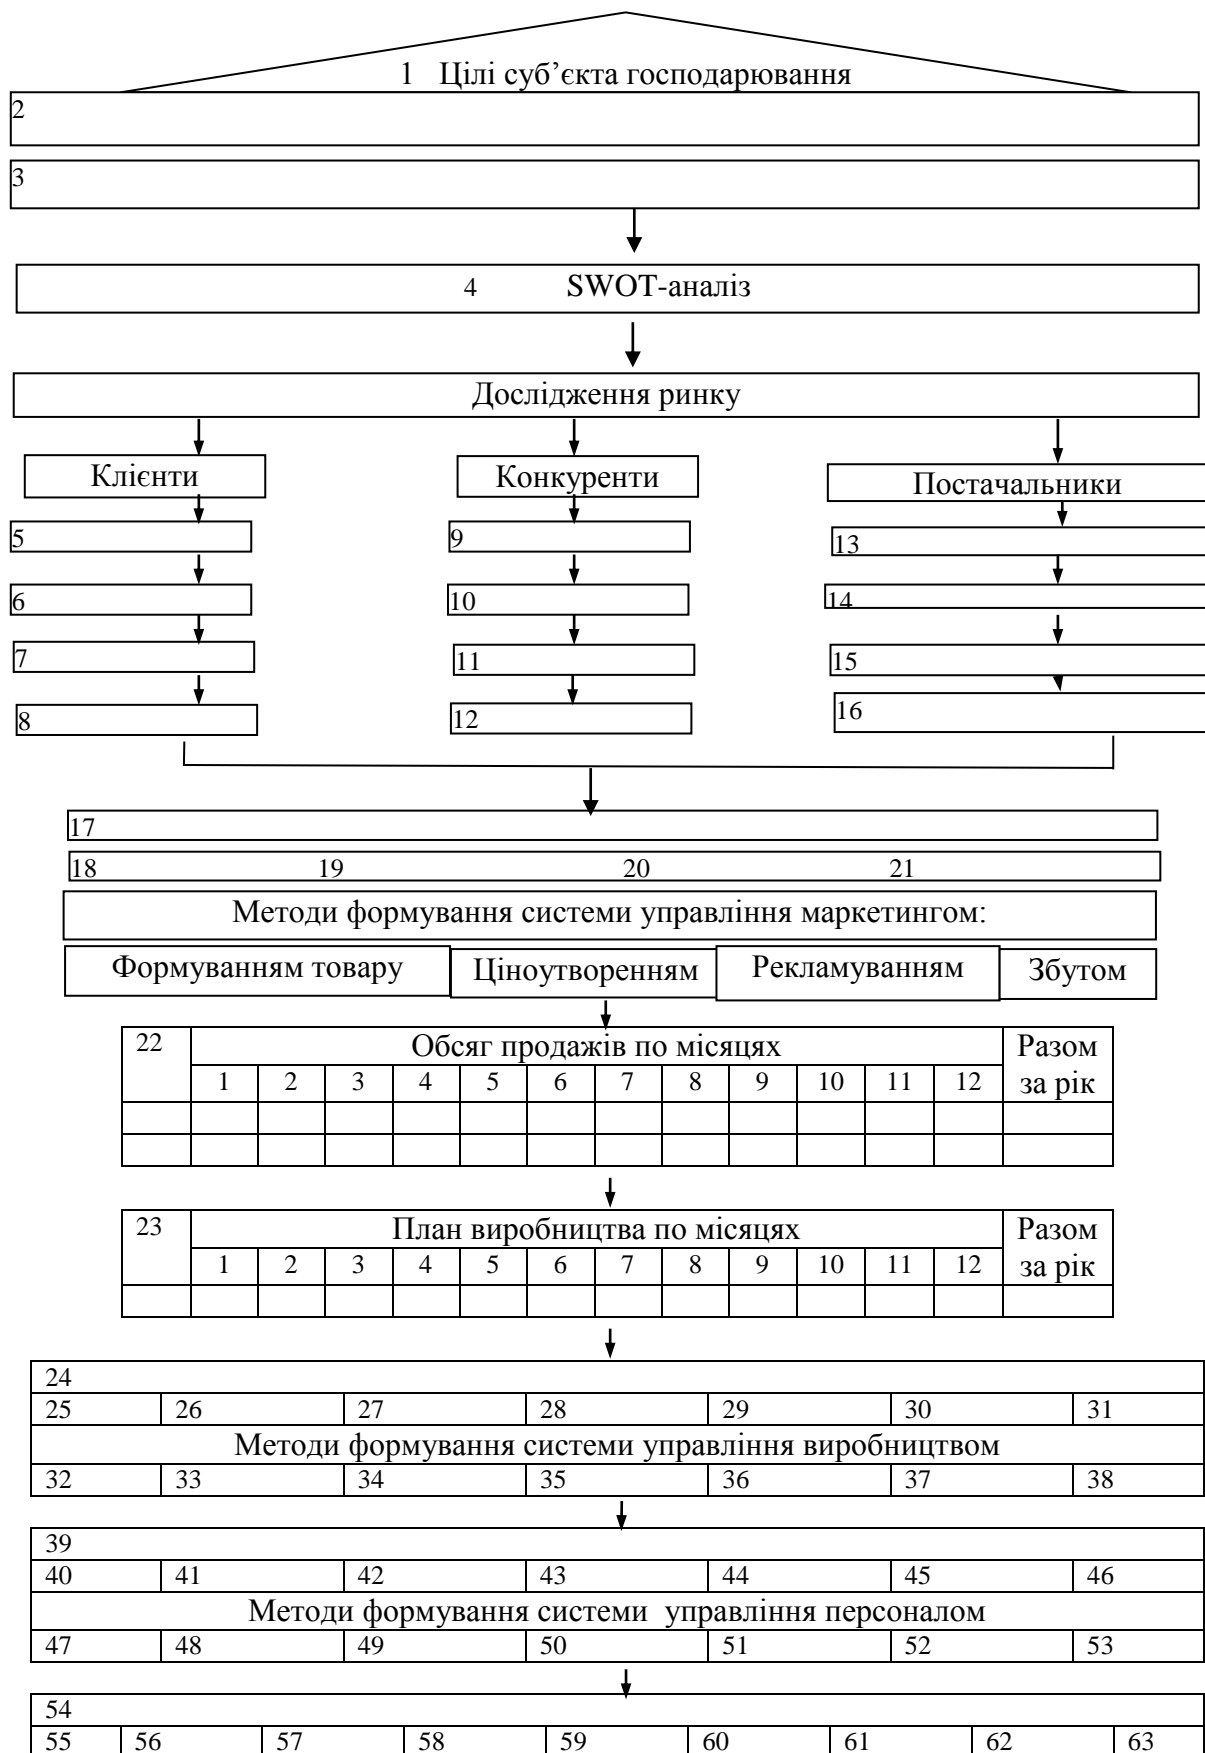 1 Цілі суб’єкта господарювання
2
3
4 SWOT-аналіз
Дослідження ринку
Клієнти Конкуренти Постачальники
5 9 13
6 10 14
7 11 15
8 12 16
17
18 19 20 21
Методи формування системи управління маркетингом:
Формуванням товару Ціноутворенням Рекламуванням Збутом
22 Обсяг продажів по місяцях Разом
1 2 3 4 5 6 7 8 9 10 11 12 за рік
23 План виробництва по місяцях Разом
1 2 3 4 5 6 7 8 9 10 11 12 за рік
24
25 26 27 28 29 30 31
Методи формування системи управління виробництвом
32 33 34 35 36 37 38
39
40 41 42 43 44 45 46
Методи формування системи управління персоналом
47 48 49 50 51 52 53
54
55 56 57 58 59 60 61 62 63